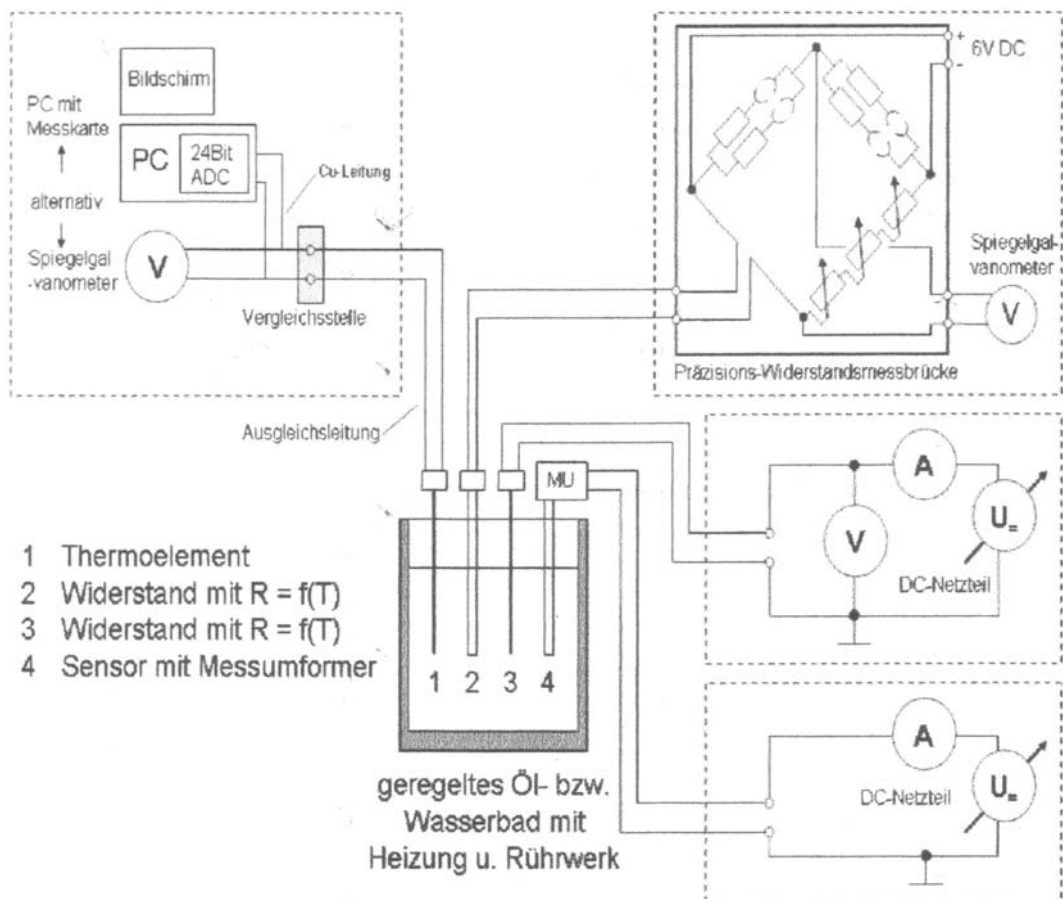 Bildschirm
PC mit
Messkarte
PC
24Bit
ADC
Cu-Leitung
alternativ
Spiegelgal
-vanometer
V
Vergleichsstelle
Ausgleichsleitung
+
6V DC
-
Spiegelgal-
vanometer
V
Präzisions-Widerstandsmessbrücke
MU
A
V
U=
DC-Netzteil
1 Thermoelement
2 Widerstand mit R = f(T)
3 Widerstand mit R = f(T)
4 Sensor mit Messumformer
1 2 3 4
geregeltes Öl- bzw.
Wasserbad mit
Heizung u. Rührwerk
A
U=
DC-Netzteil